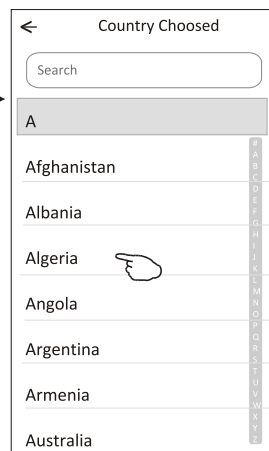 Country Choosed
Search
A
Afghanistan
Albania
Algeria
Angola
Argentina
Armenia
Australia
#
A
B
C
D
E
F
G
H
I
J
K
L
M
N
O
P
Q
R
S
T
U
V
W
X
Y
Z